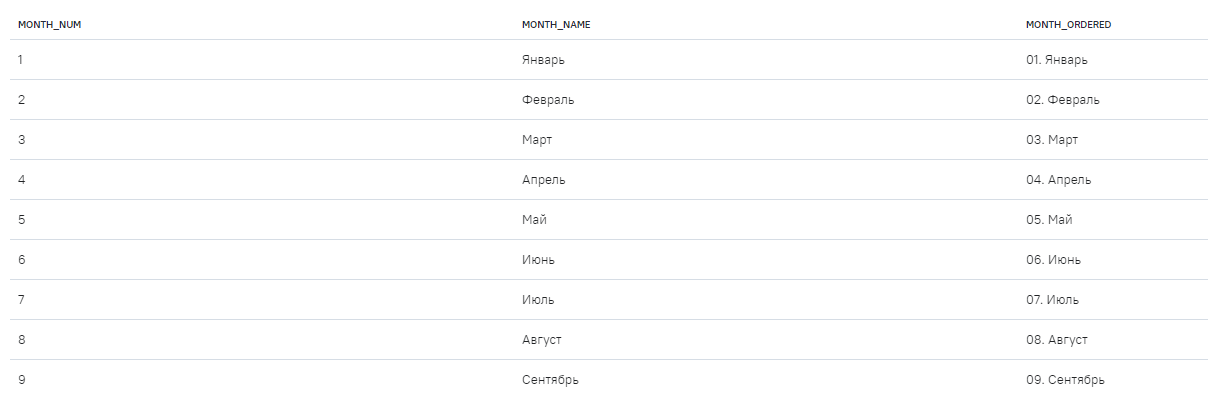 MONTH_NUM MONTH_NAME MONTH_ORDERED
1 Январь 01. Январь
2 Февраль 02. Февраль
3 Март 03. Март
4 Апрель 04. Апрель
5 Май 05. Май
6 Июнь 06. Июнь
7 Июль 07. Июль
8 Август 08. Август
9 Сентябрь 09. Сентябрь